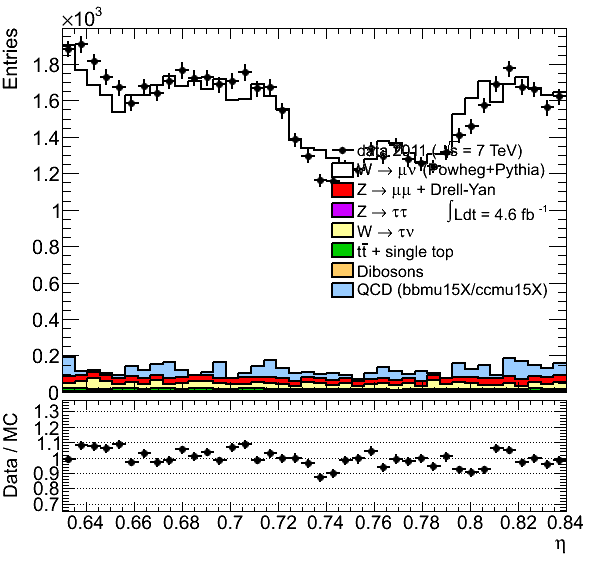 ×10³
Entries
1.8
1.6
1.4
1.2
1
0.8
0.6
0.4
0.2
0
data 2011 ( √s = 7 TeV)
W → μν (Powheg+Pythia)
Z → μμ + Drell-Yan
Z → ττ
∫Ldt = 4.6 fb⁻¹
W → τν
tt̄ + single top
Dibosons
QCD (bbmu15X/ccmu15X)
Data / MC
1.3
1.2
1.1
1
0.9
0.8
0.7
0.64 0.66 0.68 0.7 0.72 0.74 0.76 0.78 0.8 0.82 0.84
η